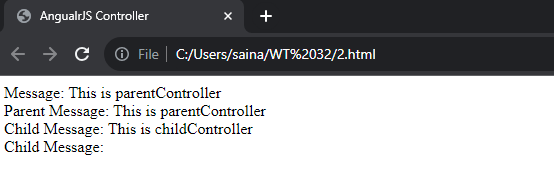 AngualrJS Controller
File C:/Users/saina/WT%2032/2.html
Message: This is parentController
Parent Message: This is parentController
Child Message: This is childController
Child Message: